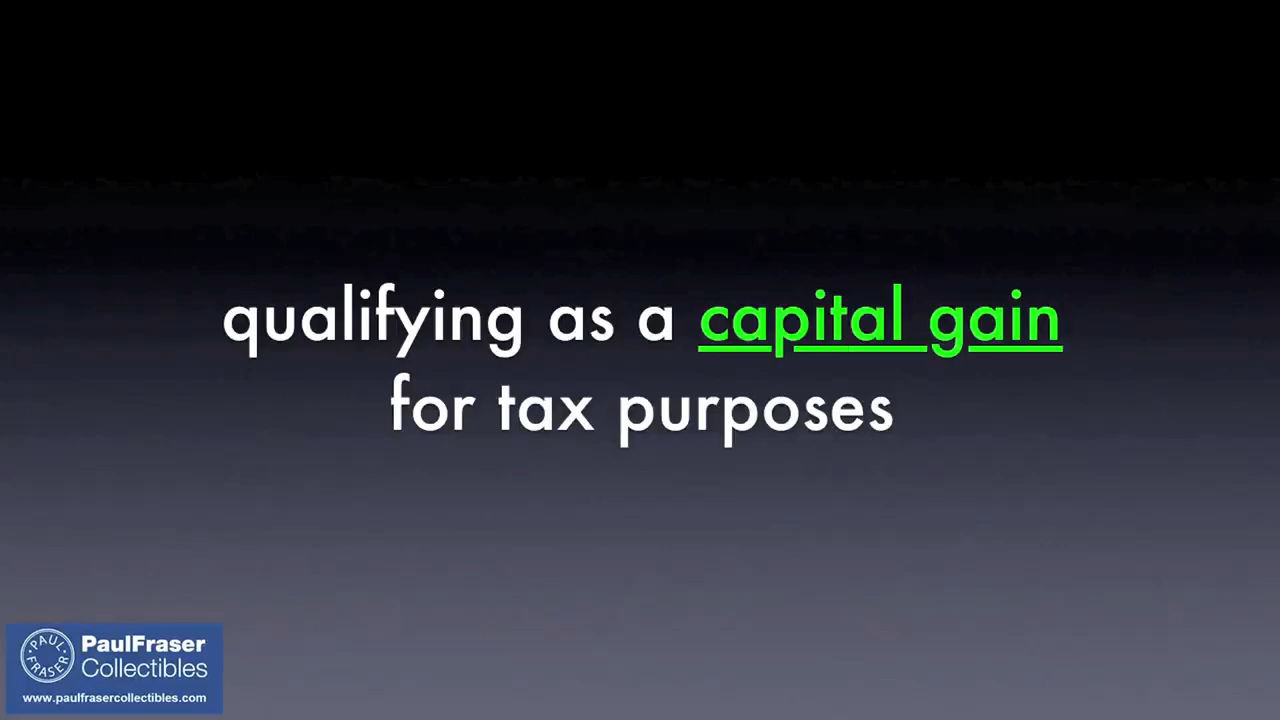 qualifying as a capital gain
for tax purposes
PAUL FRASER
PaulFraser
Collectibles
www.paulfrasercollectibles.com